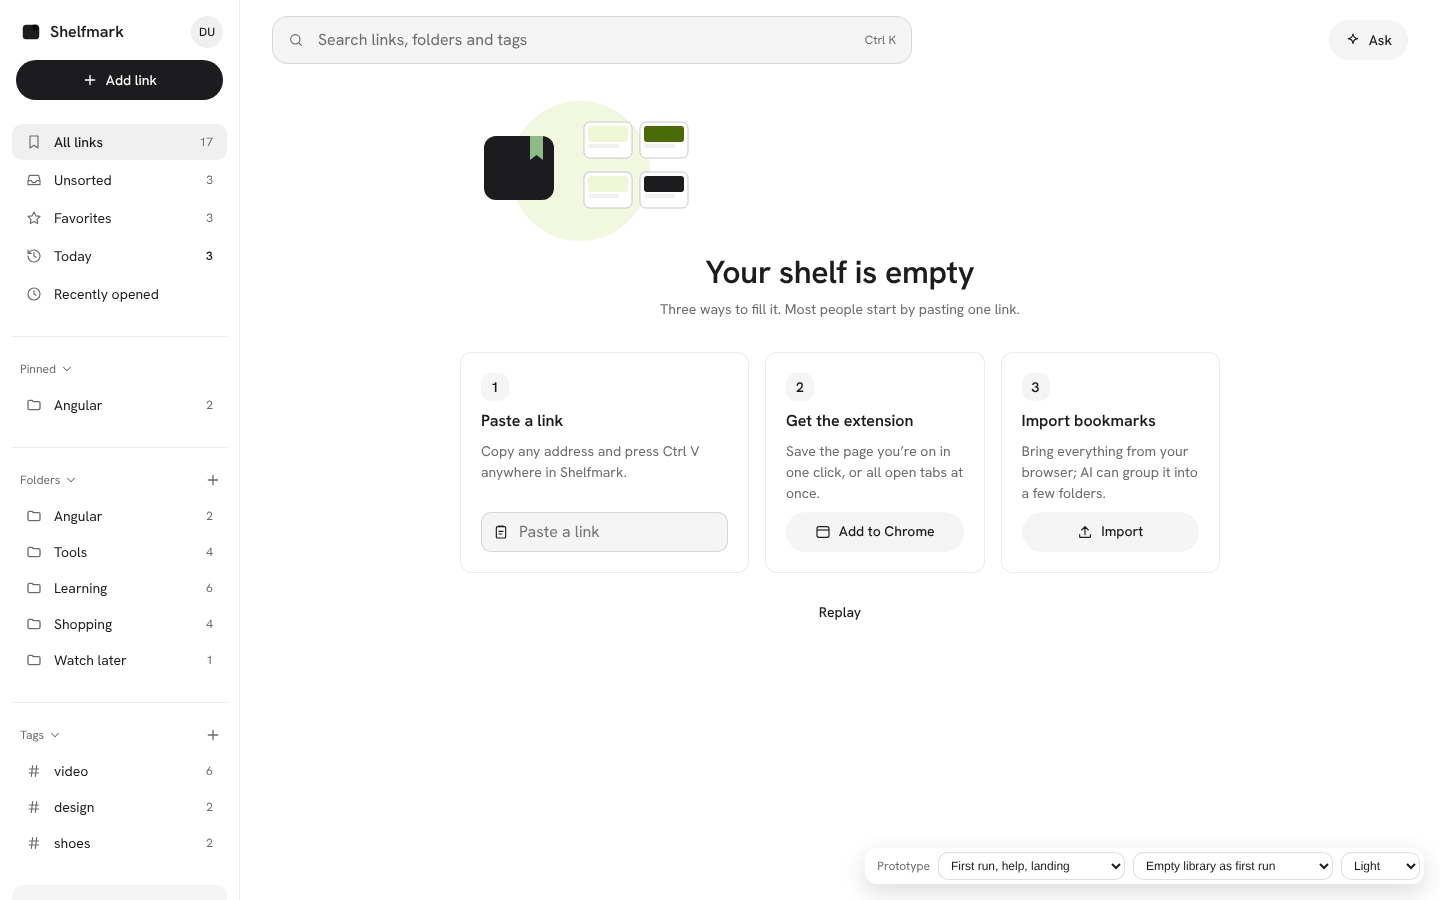 Shelfmark
DU
Add link
All links 17
Unsorted 3
Favorites 3
Today 3
Recently opened
Pinned
Angular 2
Folders
Angular 2
Tools 4
Learning 6
Shopping 4
Watch later 1
Tags
# video 6
# design 2
# shoes 2
Search links, folders and tags Ctrl K
Ask
Your shelf is empty
Three ways to fill it. Most people start by pasting one link.
1
Paste a link
Copy any address and press Ctrl V
anywhere in Shelfmark.
Paste a link
2
Get the extension
Save the page you’re on in
one click, or all open tabs at
once.
Add to Chrome
3
Import bookmarks
Bring everything from your
browser; AI can group it into
a few folders.
Import
Replay
Prototype First run, help, landing Empty library as first run Light